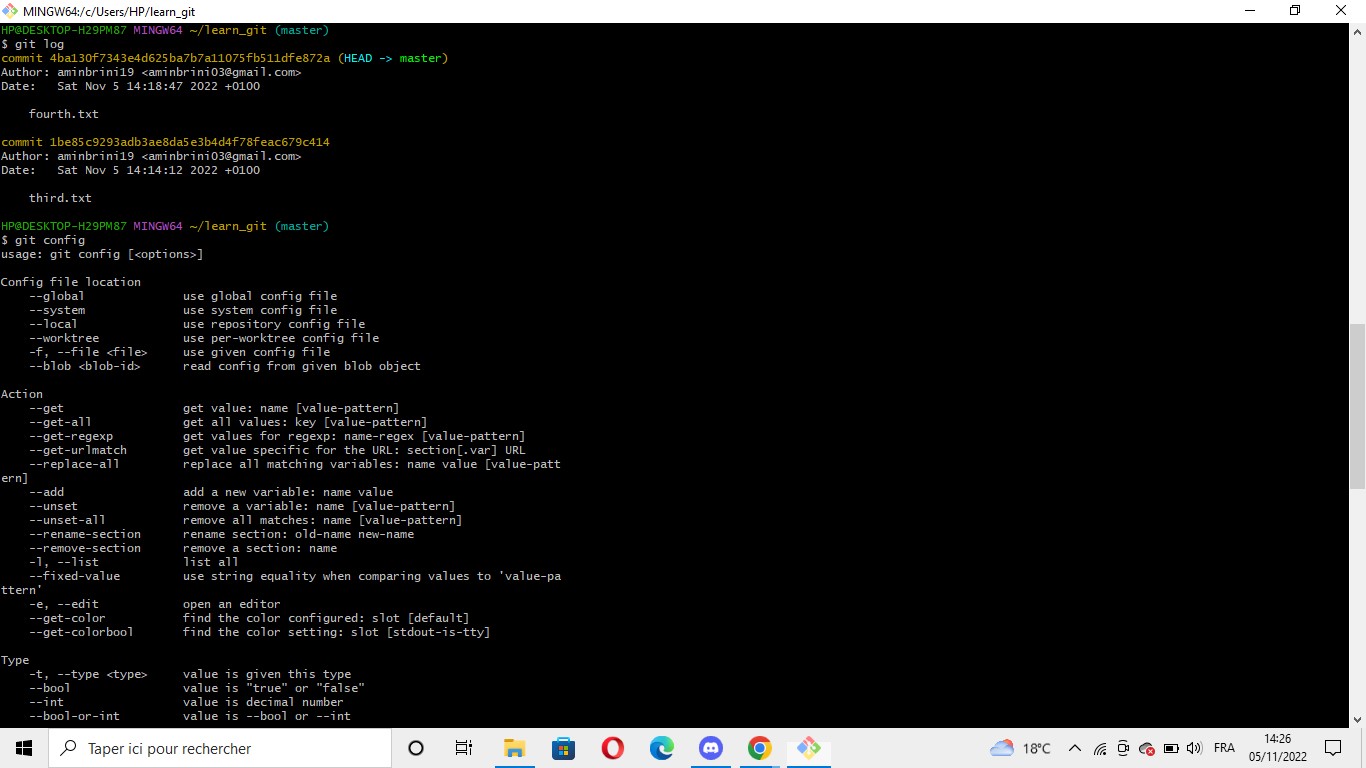 MINGW64:/c/Users/HP/learn_git
HP@DESKTOP-H29PM87 MINGW64 ~/learn_git (master)
$ git log
commit 4ba130f7343e4d625ba7b7a11075fb511dfe872a (HEAD -> master)
Author: aminbrini19 <aminbrini03@gmail.com>
Date:   Sat Nov 5 14:18:47 2022 +0100
    fourth.txt
commit 1be85c9293adb3ae8da5e3b4d4f78feac679c414
Author: aminbrini19 <aminbrini03@gmail.com>
Date:   Sat Nov 5 14:14:12 2022 +0100
    third.txt
HP@DESKTOP-H29PM87 MINGW64 ~/learn_git (master)
$ git config
usage: git config [<options>]
Config file location
    --global              use global config file
    --system              use system config file
    --local               use repository config file
    --worktree            use per-worktree config file
    -f, --file <file>     use given config file
    --blob <blob-id>      read config from given blob object
Action
    --get                 get value: name [value-pattern]
    --get-all             get all values: key [value-pattern]
    --get-regexp          get values for regexp: name-regex [value-pattern]
    --get-urlmatch        get value specific for the URL: section[.var] URL
    --replace-all         replace all matching variables: name value [value-patt
ern]
    --add                 add a new variable: name value
    --unset               remove a variable: name [value-pattern]
    --unset-all           remove all matches: name [value-pattern]
    --rename-section      rename section: old-name new-name
    --remove-section      remove a section: name
    -l, --list            list all
    --fixed-value         use string equality when comparing values to 'value-pa
ttern'
    -e, --edit            open an editor
    --get-color           find the color configured: slot [default]
    --get-colorbool       find the color setting: slot [stdout-is-tty]
Type
    -t, --type <type>     value is given this type
    --bool                value is "true" or "false"
    --int                 value is decimal number
    --bool-or-int         value is --bool or --int
Taper ici pour rechercher
18°C
FRA
14:26
05/11/2022